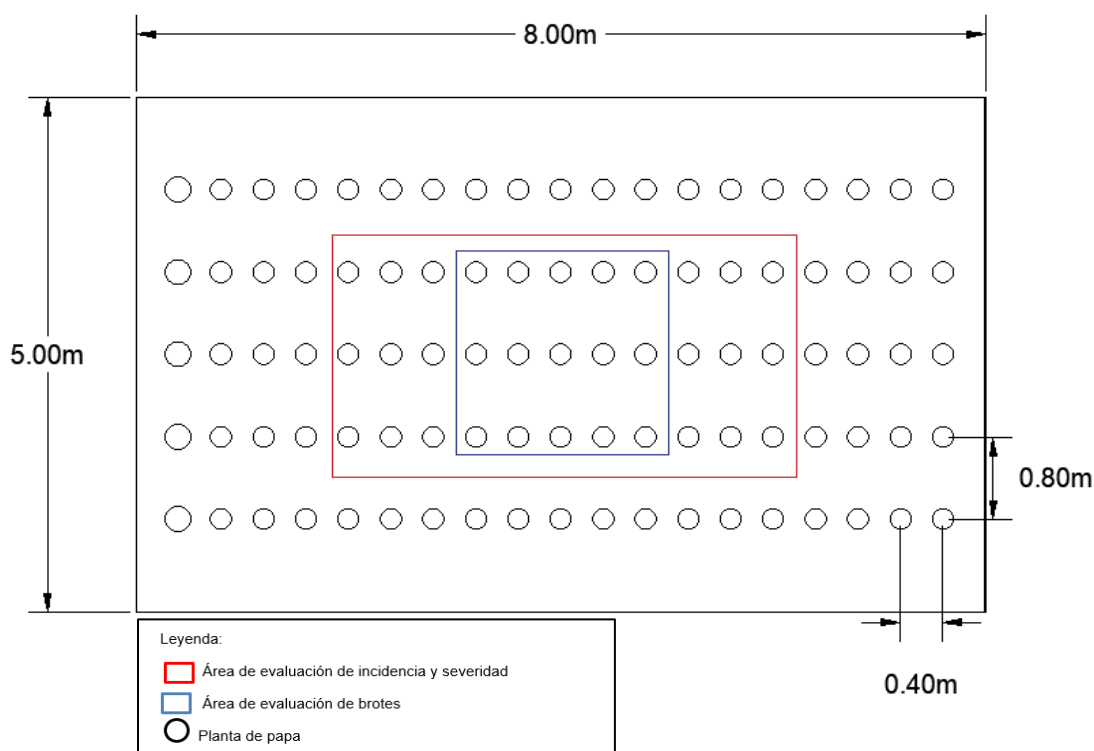 8.00m
5.00m
0.80m
0.40m
Leyenda:
Área de evaluación de incidencia y severidad
Área de evaluación de brotes
Planta de papa